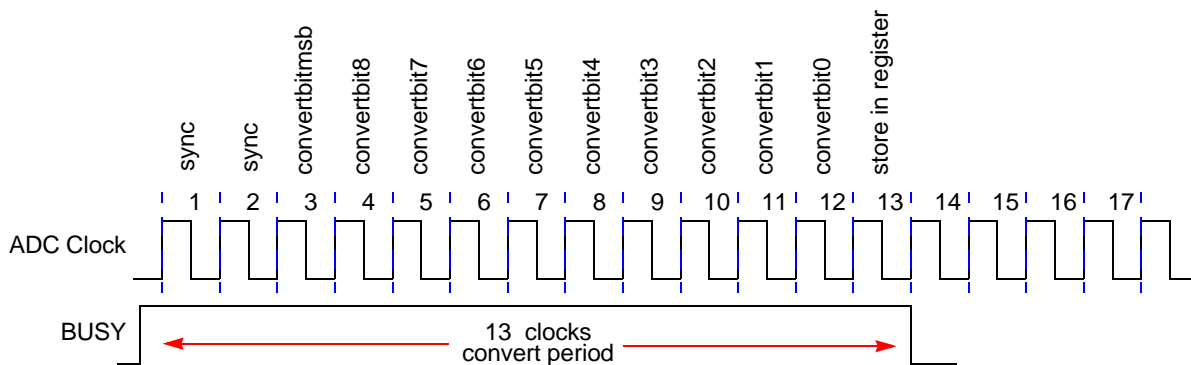 sync sync convertbitmsb convertbit8 convertbit7 convertbit6 convertbit5 convertbit4 convertbit3 convertbit2 convertbit1 convertbit0 store in register
1 2 3 4 5 6 7 8 9 10 11 12 13 14 15 16 17
ADC Clock
BUSY
13 clocks
convert period